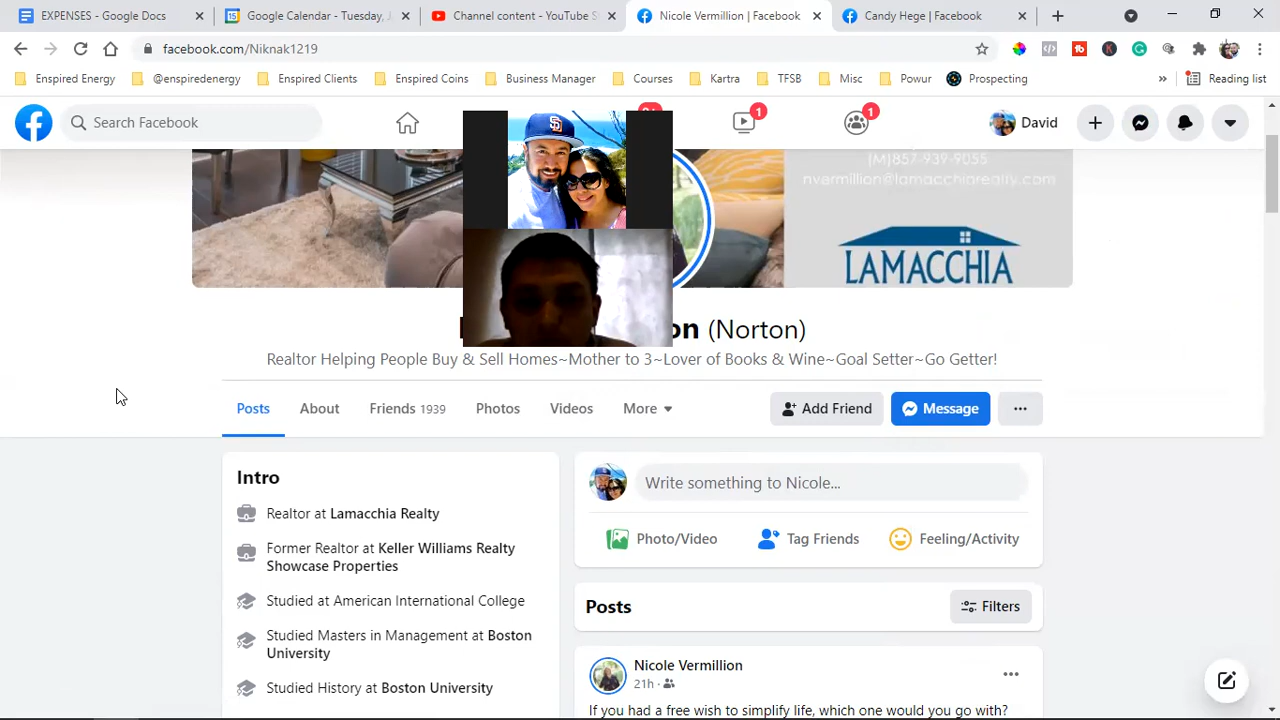 EXPENSES - Google Docs
Google Calendar - Tuesday, J
Channel content - YouTube S
Nicole Vermillion | Facebook
Candy Hege | Facebook
facebook.com/Niknak1219
Enspired Energy
@enspiredenergy
Enspired Clients
Enspired Coins
Business Manager
Courses
Kartra
TFSB
Misc
Powur
Prospecting
Reading list
Search Facebook
1
1
David
(M)857-939-9055
nvermillion@lamacchiarealty.com
LAMACCHIA
on (Norton)
Realtor Helping People Buy & Sell Homes~Mother to 3~Lover of Books & Wine~Goal Setter~Go Getter!
Posts
About
Friends 1939
Photos
Videos
More
Add Friend
Message
Intro
Realtor at Lamacchia Realty
Former Realtor at Keller Williams Realty
Showcase Properties
Studied at American International College
Studied Masters in Management at Boston
University
Studied History at Boston University
Write something to Nicole...
Photo/Video
Tag Friends
Feeling/Activity
Posts
Filters
Nicole Vermillion
21h
If you had a free wish to simplify life, which one would you go with?